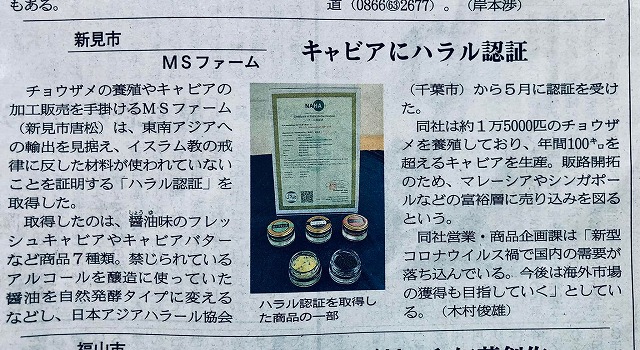 もある。
道（0866㊿2677）。（岸本渉）
新見市
ＭＳファーム
キャビアにハラル認証
チョウザメの養殖やキャビアの
加工販売を手掛けるＭＳファーム
（新見市唐松）は、東南アジアへ
の輸出を見据え、イスラム教の戒
律に反した材料が使われていない
ことを証明する「ハラル認証」を
取得した。
取得したのは、醤油味のフレッ
シュキャビアやキャビアバター
など商品７種類。禁じられている
アルコールを醸造に使っていた
醤油を自然発酵タイプに変える
などし、日本アジアハラール協会
NAHA
ハラル認証を取得し
た商品の一部
（千葉市）から５月に認証を受け
た。
同社は約１万5000匹のチョウザ
メを養殖しており、年間100㌔を
超えるキャビアを生産。販路開拓
のため、マレーシアやシンガポー
ルなどの富裕層に売り込みを図る
という。
同社営業・商品企画課は「新型
コロナウイルス禍で国内の需要が
落ち込んでいる。今後は海外市場
の獲得も目指していく」としてい
る。（木村俊雄）
福山市